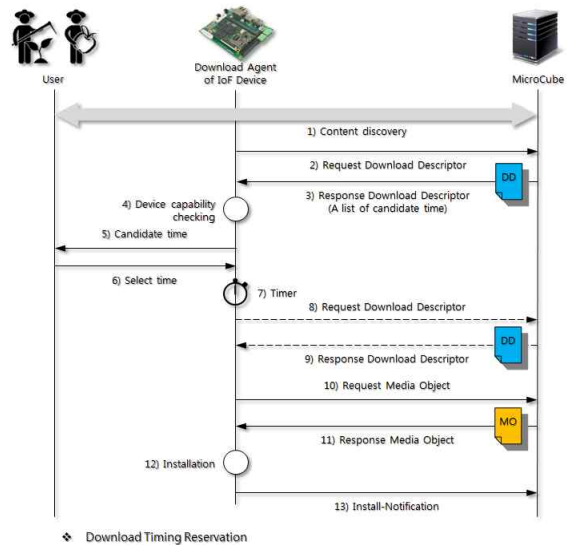 User
Download Agent
of IoF Device
MicroCube
1) Content discovery
2) Request Download Descriptor
DD
3) Response Download Descriptor
(A list of candidate time)
4) Device capability
checking
5) Candidate time
6) Select time
7) Timer
8) Request Download Descriptor
DD
9) Response Download Descriptor
10) Request Media Object
MO
11) Response Media Object
12) Installation
13) Install-Notification
❖ Download Timing Reservation